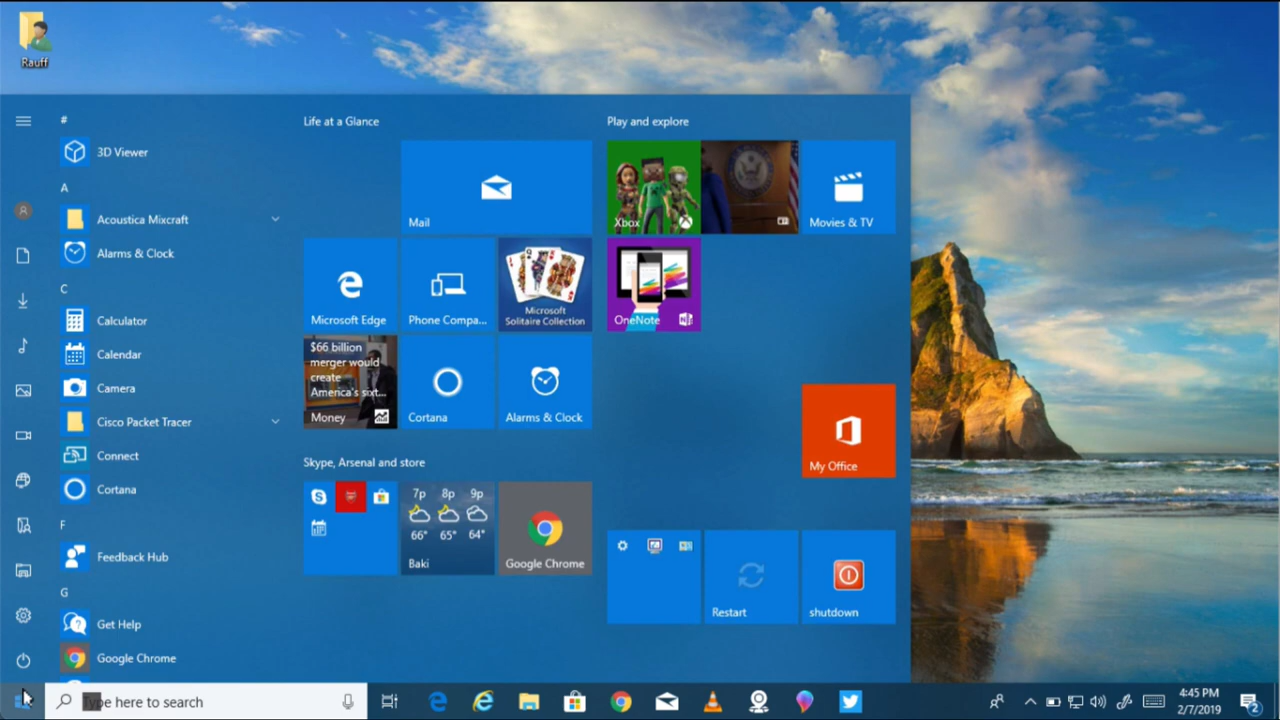 Rauff
#
3D Viewer
A
Acoustica Mixcraft
Alarms & Clock
C
Calculator
Calendar
Camera
Cisco Packet Tracer
Connect
Cortana
F
Feedback Hub
G
Get Help
Google Chrome
Life at a Glance
Mail
Microsoft Edge
Phone Compa...
Microsoft
Solitaire Collection
$66 billion
merger would
create
America's sixt...
Money
Cortana
Alarms & Clock
Skype, Arsenal and store
7p 8p 9p
66° 65° 64°
Baki
Google Chrome
Play and explore
Xbox
Movies & TV
OneNote
My Office
Restart
shutdown
Type here to search
4:45 PM
2/7/2019
2